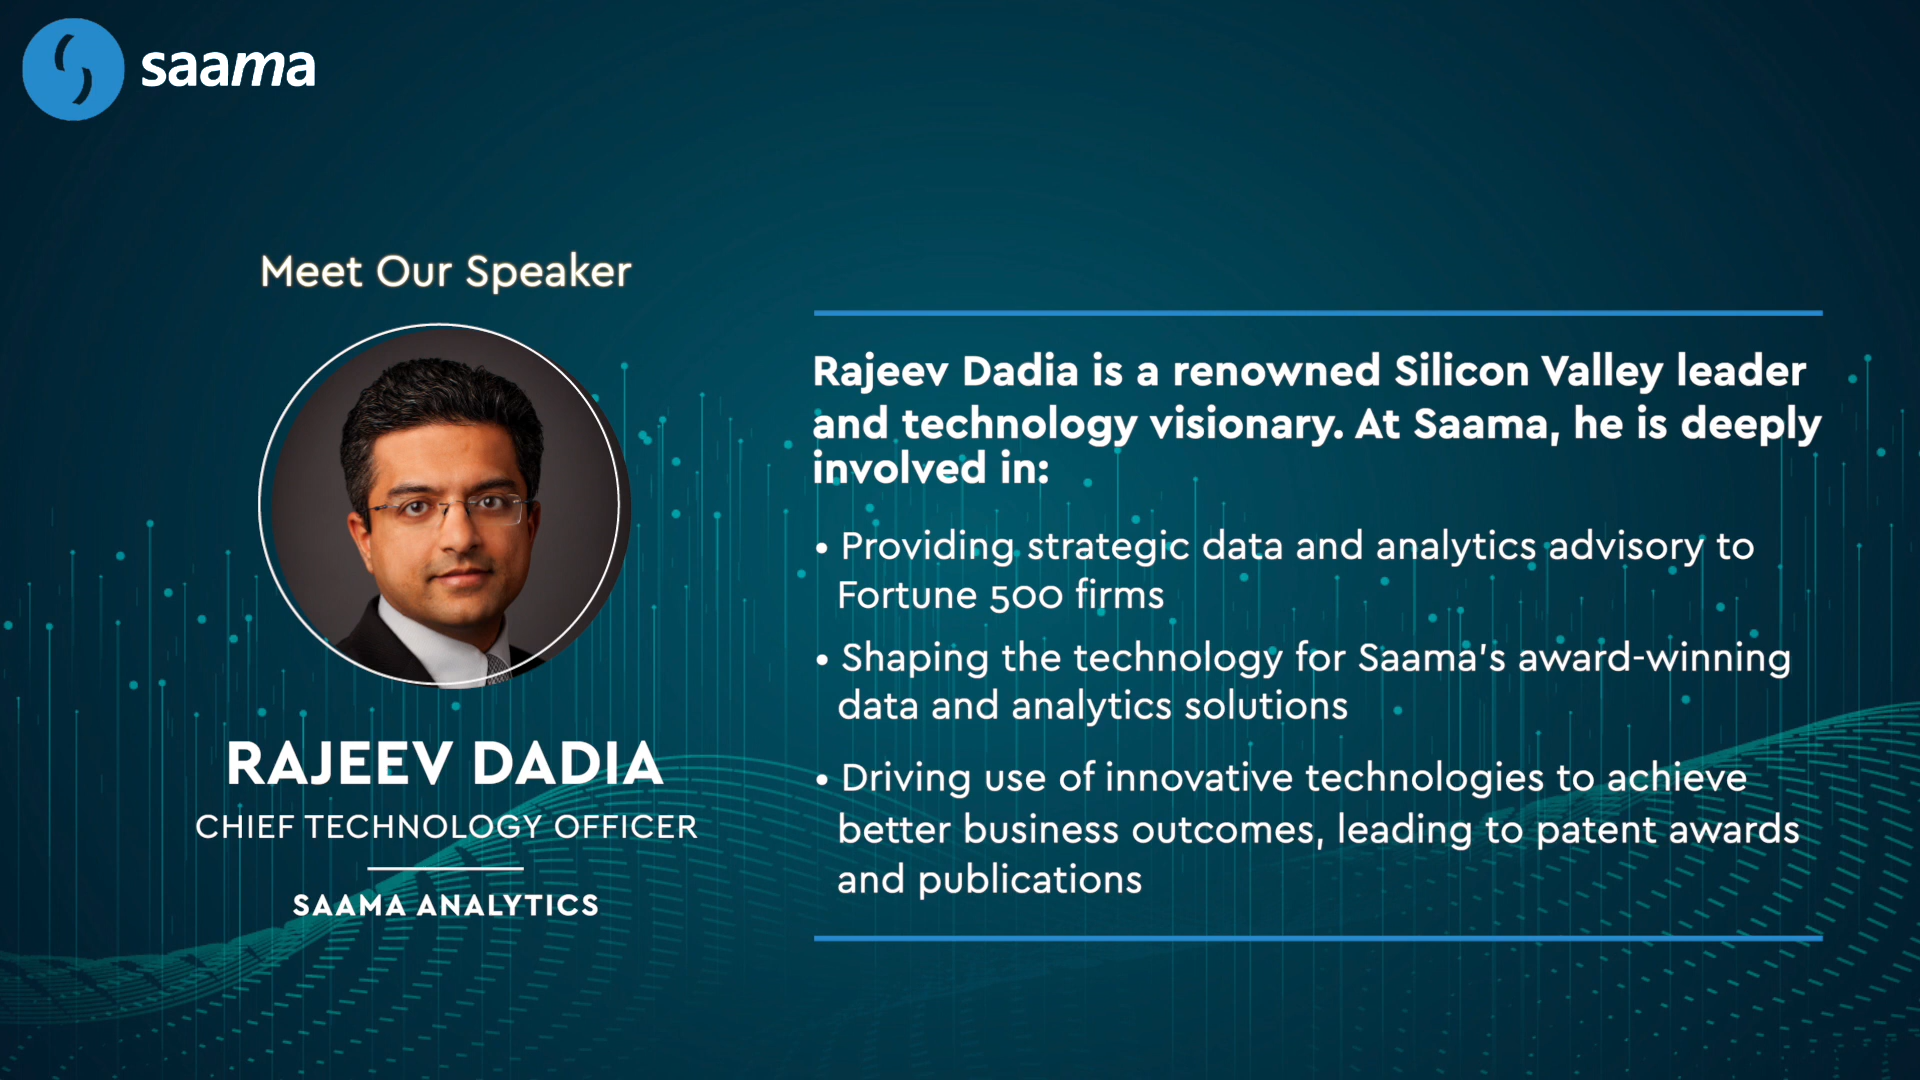 saama
Meet Our Speaker
RAJEEV DADIA
CHIEF TECHNOLOGY OFFICER
SAAMA ANALYTICS
Rajeev Dadia is a renowned Silicon Valley leader
and technology visionary. At Saama, he is deeply
involved in:
• Providing strategic data and analytics advisory to
Fortune 500 firms
• Shaping the technology for Saama's award-winning
data and analytics solutions
• Driving use of innovative technologies to achieve
better business outcomes, leading to patent awards
and publications